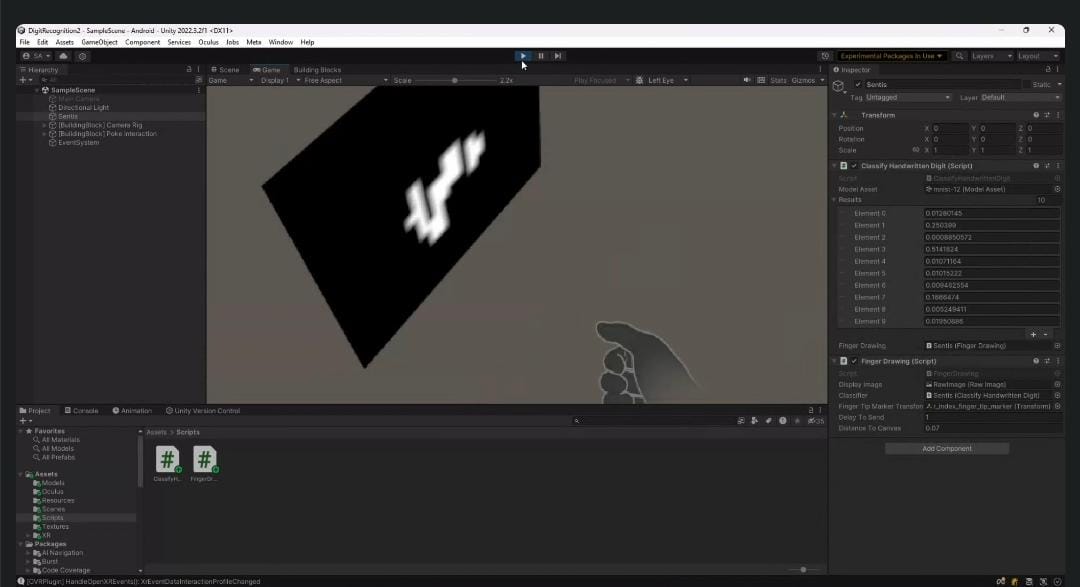 DigitRecognition2 - SampleScene - Android - Unity 2022.3.2f1 <DX11>
File Edit Assets GameObject Component Services Oculus Jobs Meta Window Help
SA Experimental Packages In Use Layers Layout
Hierarchy Scene Game Building Blocks Inspector
All Game Display 1 Free Aspect Scale 2.2x Play Focused Left Eye Stats Gizmos
SampleScene
Main Camera
Directional Light
Sentis
[BuildingBlock] Camera Rig
[BuildingBlock] Poke Interaction
EventSystem
Sentis Static
Tag Untagged Layer Default
Transform
Position X 0 Y 0 Z 0
Rotation X 0 Y 0 Z 0
Scale X 1 Y 1 Z 1
Classify Handwritten Digit (Script)
Script ClassifyHandwrittenDigit
Model Asset mnist-12 (Model Asset)
Results 10
Element 0 0.01280145
Element 1 0.250399
Element 2 0.0008850572
Element 3 0.5141824
Element 4 0.01071164
Element 5 0.01015222
Element 6 0.009462554
Element 7 0.1666474
Element 8 0.005249411
Element 9 0.01950886
Finger Drawing Sentis (Finger Drawing)
Finger Drawing (Script)
Script FingerDrawing
Display Image RawImage (Raw Image)
Classifier Sentis (Classify Handwritten Digit)
Finger Tip Marker Transfon r_index_finger_tip_marker (Transform)
Delay To Send 1
Distance To Canvas 0.07
Add Component
Project Console Animation Unity Version Control
35
Favorites
All Materials
All Models
All Prefabs
Assets
Models
Oculus
Resources
Scenes
Scripts
Textures
XR
Packages
AI Navigation
Burst
Code Coverage
Assets > Scripts
ClassifyH... FingerDr...
[OVRPlugin] HandleOpenXREvents(): XrEventDataInteractionProfileChanged